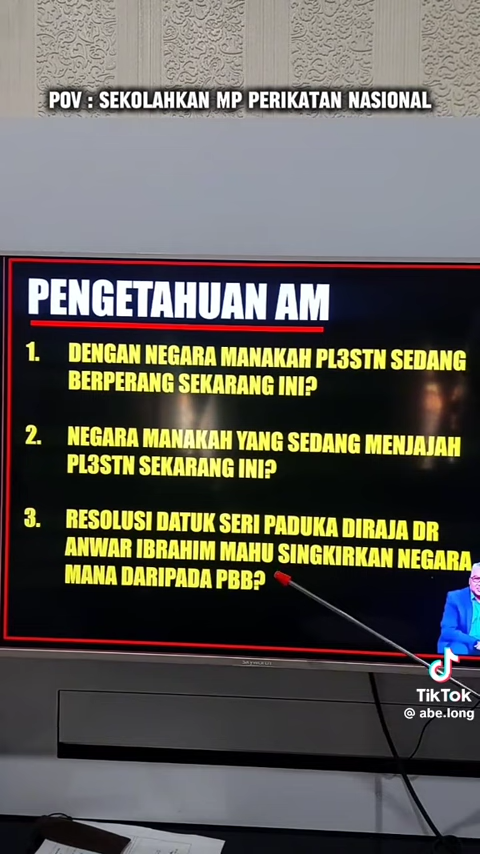 POV : SEKOLAHKAN MP PERIKATAN NASIONAL
PENGETAHUAN AM
1. DENGAN NEGARA MANAKAH PL3STN SEDANG
BERPERANG SEKARANG INI?
2. NEGARA MANAKAH YANG SEDANG MENJAJAH
PL3STN SEKARANG INI?
3. RESOLUSI DATUK SERI PADUKA DIRAJA DR
ANWAR IBRAHIM MAHU SINGKIRKAN NEGARA
MANA DARIPADA PBB?
TikTok
@ abe.long